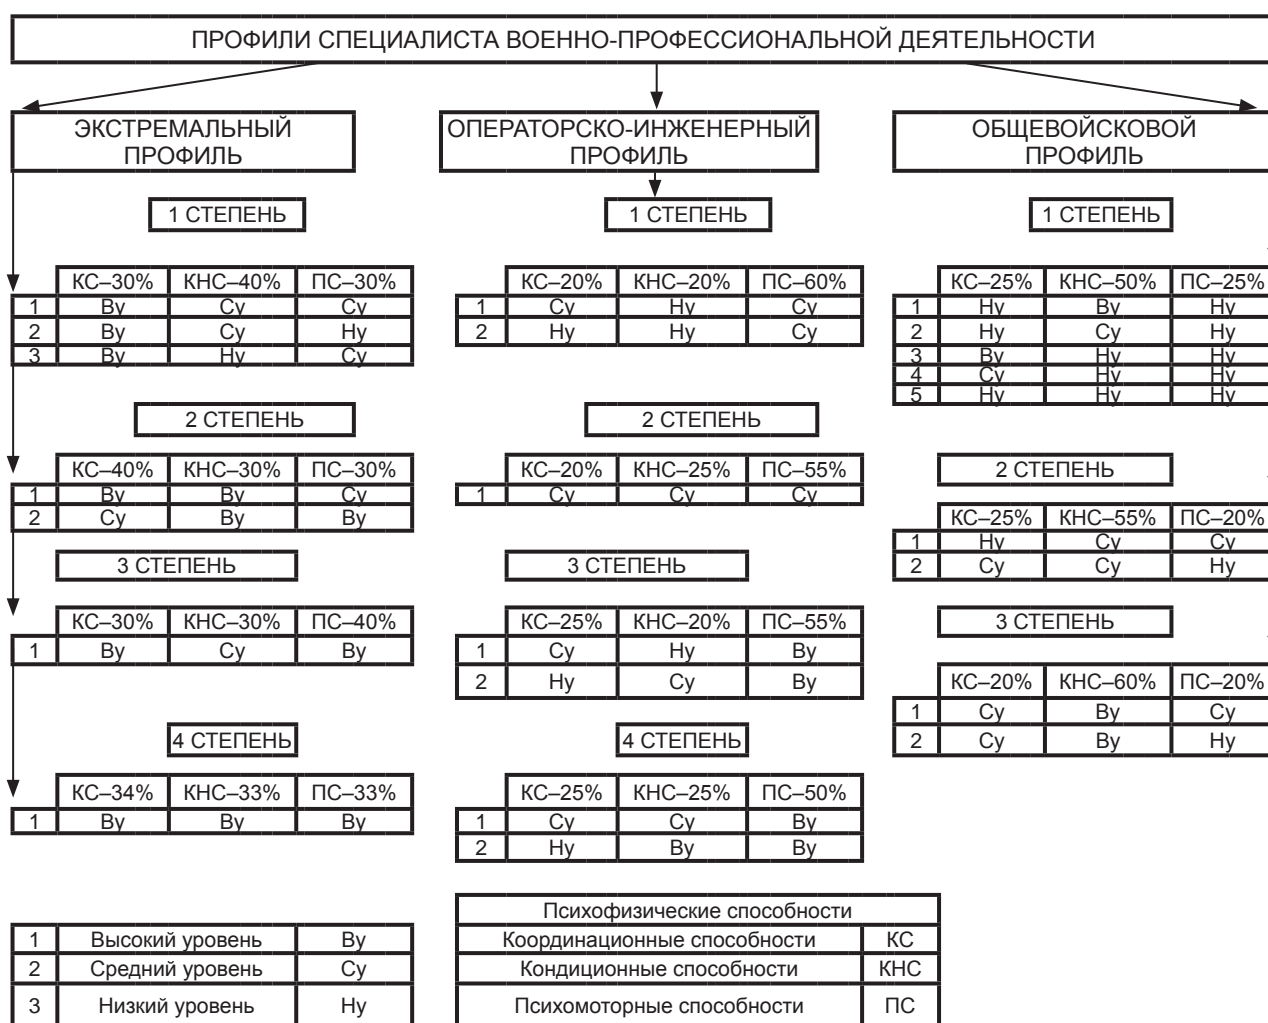 ПРОФИЛИ СПЕЦИАЛИСТА ВОЕННО-ПРОФЕССИОНАЛЬНОЙ ДЕЯТЕЛЬНОСТИ
ЭКСТРЕМАЛЬНЫЙ
ПРОФИЛЬ
1 СТЕПЕНЬ
КС–30% КНС–40% ПС–30%
1 Ву Су Су
2 Ву Су Ну
3 Ву Ну Су
2 СТЕПЕНЬ
КС–40% КНС–30% ПС–30%
1 Ву Ву Су
2 Су Ву Ву
3 СТЕПЕНЬ
КС–30% КНС–30% ПС–40%
1 Ву Су Ву
4 СТЕПЕНЬ
КС–34% КНС–33% ПС–33%
1 Ву Ву Ву
ОПЕРАТОРСКО-ИНЖЕНЕРНЫЙ
ПРОФИЛЬ
1 СТЕПЕНЬ
КС–20% КНС–20% ПС–60%
1 Су Ну Су
2 Ну Ну Су
2 СТЕПЕНЬ
КС–20% КНС–25% ПС–55%
1 Су Су Су
3 СТЕПЕНЬ
КС–25% КНС–20% ПС–55%
1 Су Ну Ву
2 Ну Су Ву
4 СТЕПЕНЬ
КС–25% КНС–25% ПС–50%
1 Су Су Ву
2 Ну Ву Ву
ОБЩЕВОЙСКОВОЙ
ПРОФИЛЬ
1 СТЕПЕНЬ
КС–25% КНС–50% ПС–25%
1 Ну Ву Ну
2 Ну Су Ну
3 Ву Ну Ну
4 Су Ну Ну
5 Ну Ну Ну
2 СТЕПЕНЬ
КС–25% КНС–55% ПС–20%
1 Ну Су Су
2 Су Су Ну
3 СТЕПЕНЬ
КС–20% КНС–60% ПС–20%
1 Су Ву Су
2 Су Ву Ну
1 Высокий уровень Ву
2 Средний уровень Су
3 Низкий уровень Ну
Психофизические способности
Координационные способности КС
Кондиционные способности КНС
Психомоторные способности ПС